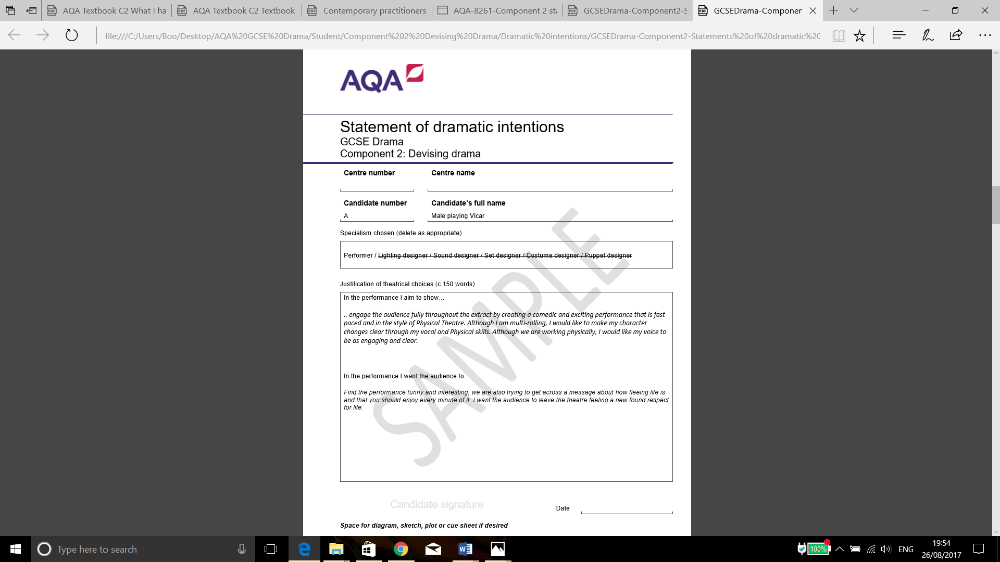 AQA Textbook C2 What I ha
AQA Textbook C2 Textbook
Contemporary practitioners
AQA-8261-Component 2 sta
GCSEDrama-Component2-S
GCSEDrama-Componen
file:///C:/Users/Boo/Desktop/AQA%20GCSE%20Drama/Student/Component%202%20Devising%20Drama/Dramatic%20intentions/GCSEDrama-Component2-Statements%20of%20dramatic%20
AQA
Statement of dramatic intentions
GCSE Drama
Component 2: Devising drama
Centre number Centre name
Candidate number Candidate's full name
A Male playing Vicar
Specialism chosen (delete as appropriate)
Performer / Lighting designer / Sound designer / Set designer / Costume designer / Puppet designer
Justification of theatrical choices (c 150 words)
In the performance I aim to show…
.. engage the audience fully throughout the extract by creating a comedic and exciting performance that is fast
paced and in the style of Physical Theatre. Although I am multi-rolling, I would like to make my character
changes clear through my vocal and Physical skills. Although we are working physically, I would like my voice to
be as engaging and clear.
In the performance I want the audience to…
Find the performance funny and interesting, we are also trying to get across a message about how fleeing life is
and that you should enjoy every minute of it. I want the audience to leave the theatre feeling a new found respect
for life.
SAMPLE
Candidate signature
Date
Space for diagram, sketch, plot or cue sheet if desired
Type here to search
100%
ENG
19:54
26/08/2017